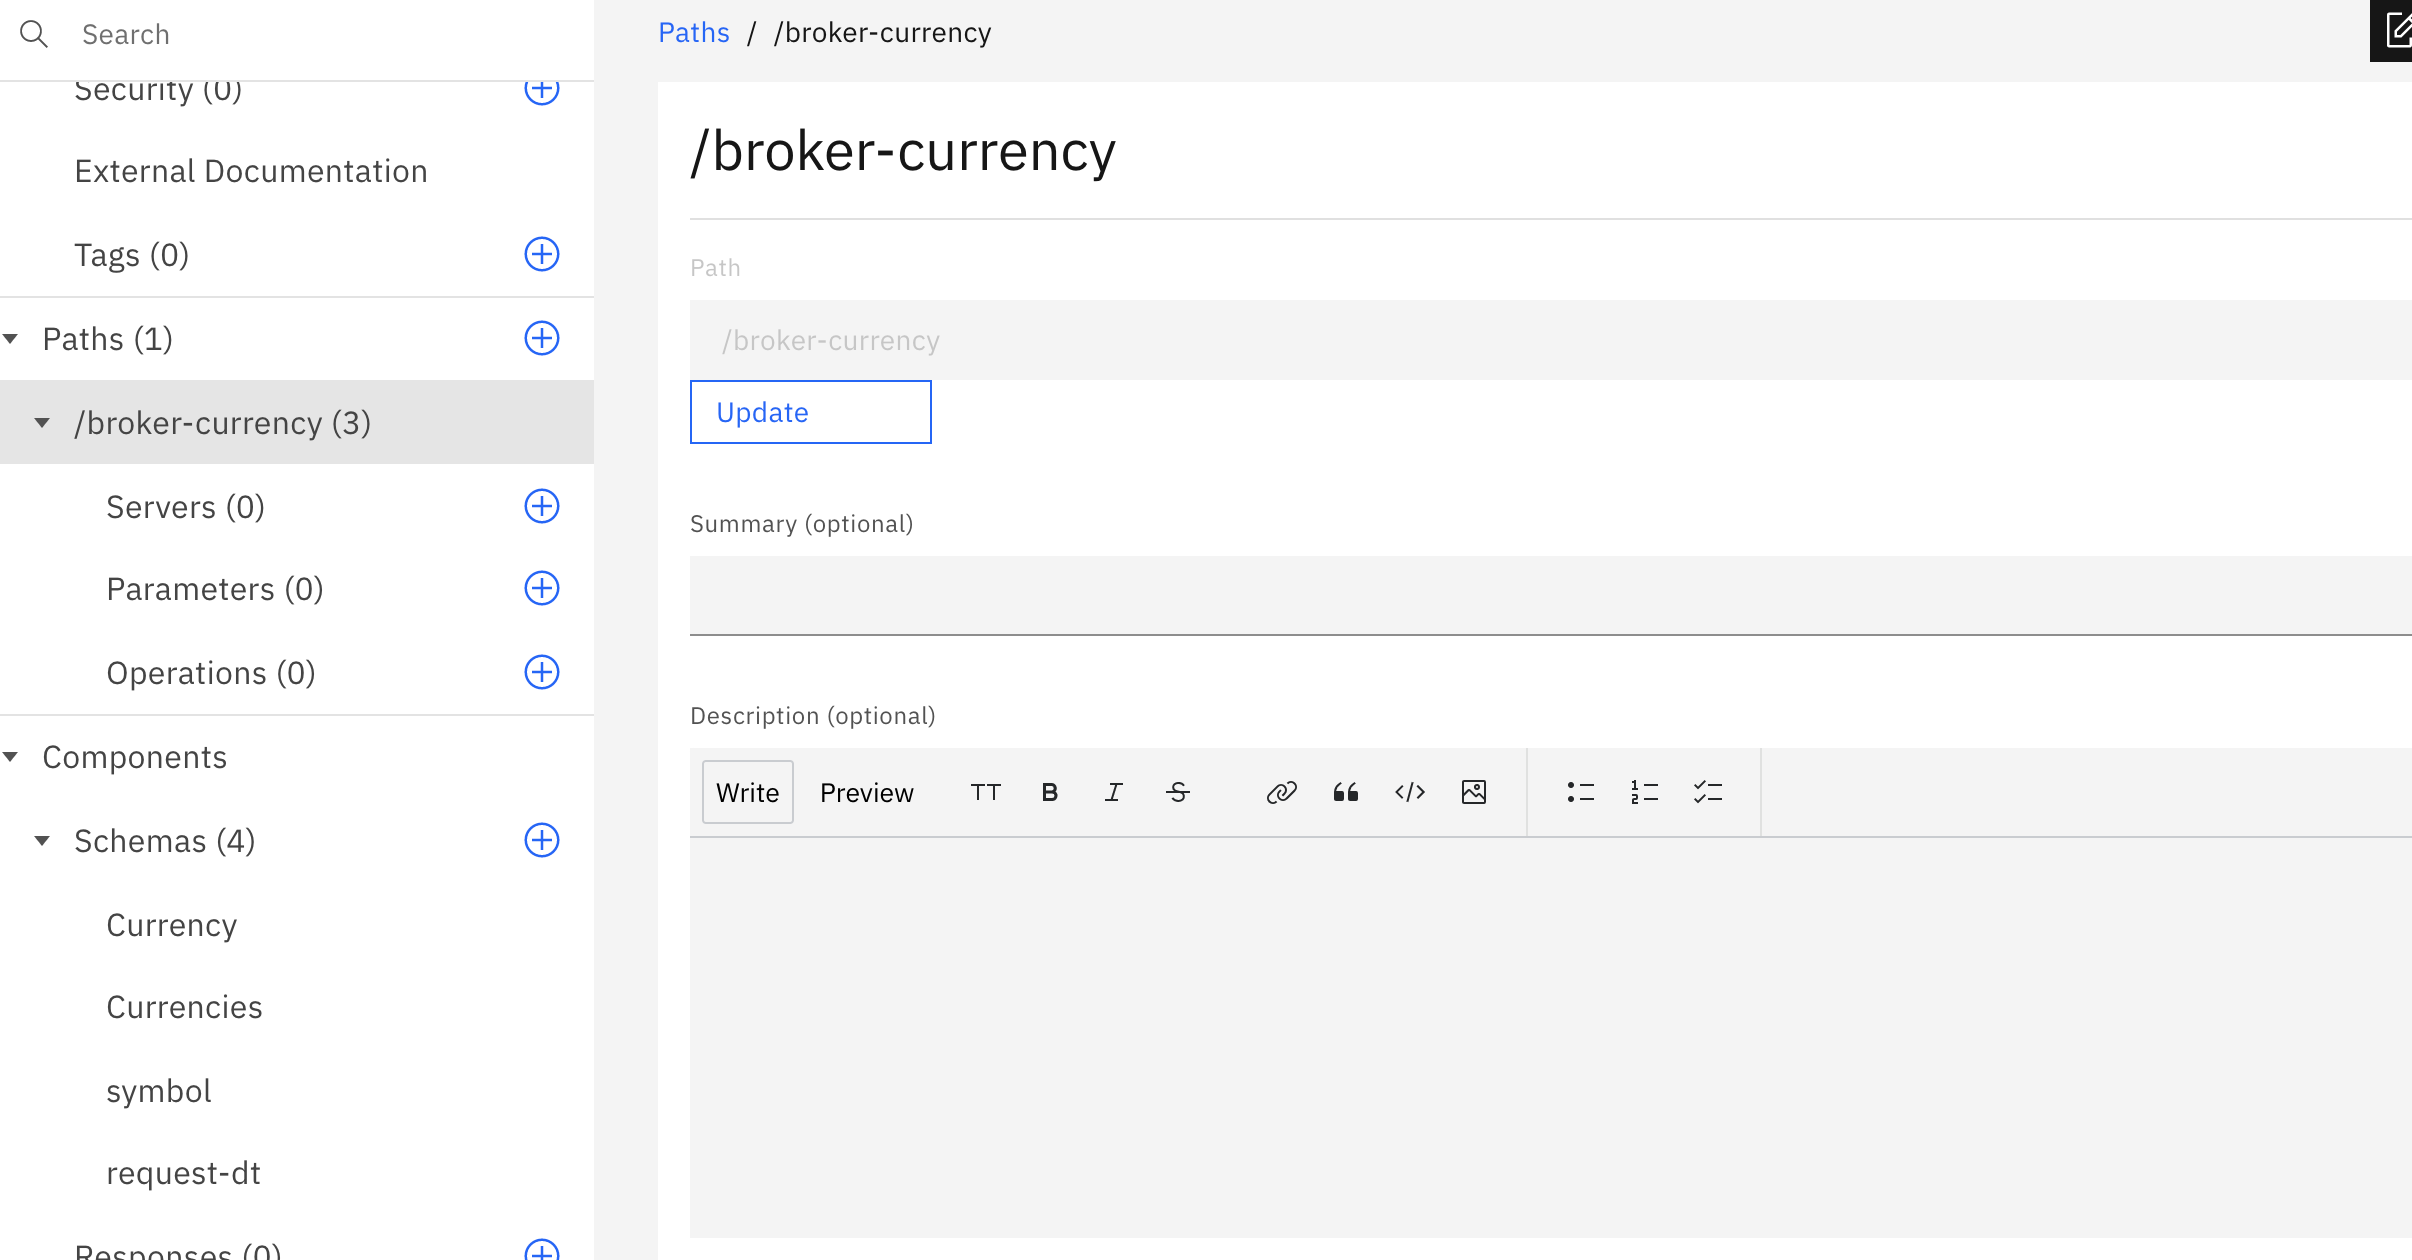 Search
Security (0)
External Documentation
Tags (0)
Paths (1)
/broker-currency (3)
Servers (0)
Parameters (0)
Operations (0)
Components
Schemas (4)
Currency
Currencies
symbol
request-dt
Responses (0)
Paths / /broker-currency
/broker-currency
Path
/broker-currency
Update
Summary (optional)
Description (optional)
Write Preview